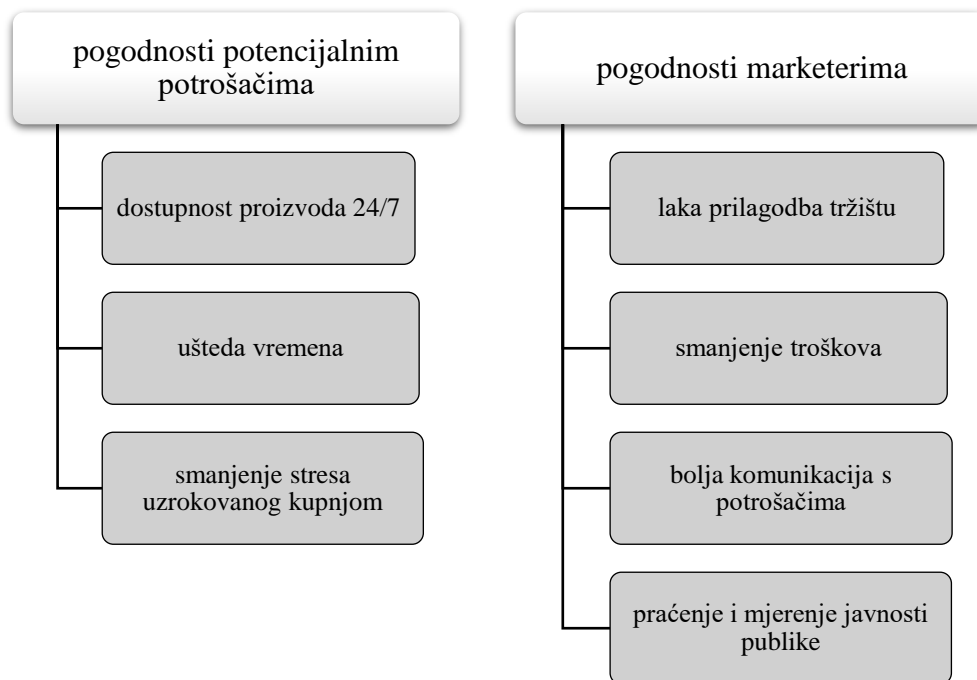 pogodnosti potencijalnim
potrošačima
dostupnost proizvoda 24/7
ušteda vremena
smanjenje stresa
uzrokovanog kupnjom
pogodnosti marketerima
laka prilagodba tržištu
smanjenje troškova
bolja komunikacija s
potrošačima
praćenje i mjerenje javnosti
publike